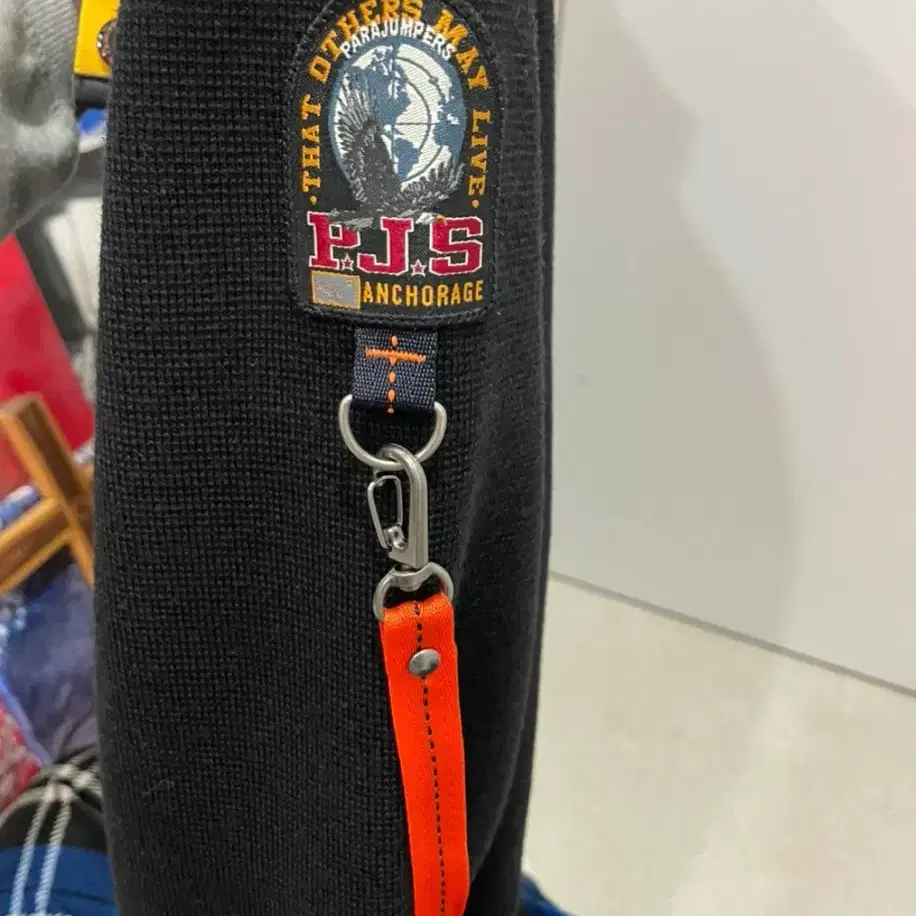 ·THAT OTHERS MAY LIVE·
PARAJUMPERS
P.J.S
ANCHORAGE